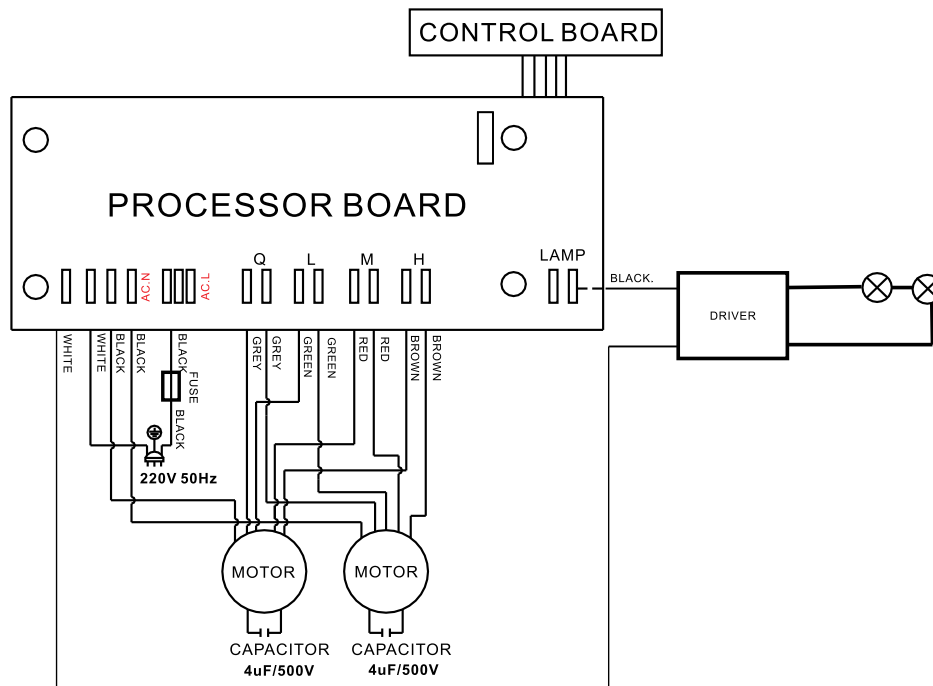 CONTROL BOARD
PROCESSOR BOARD
Q L M H LAMP
AC.N AC.L
BLACK.
DRIVER
WHITE
WHITE
BLACK
BLACK
BLACK
FUSE
BLACK
GREY
GREY
GREEN
GREEN
RED
RED
BROWN
BROWN
220V 50Hz
MOTOR MOTOR
CAPACITOR CAPACITOR
4uF/500V 4uF/500V